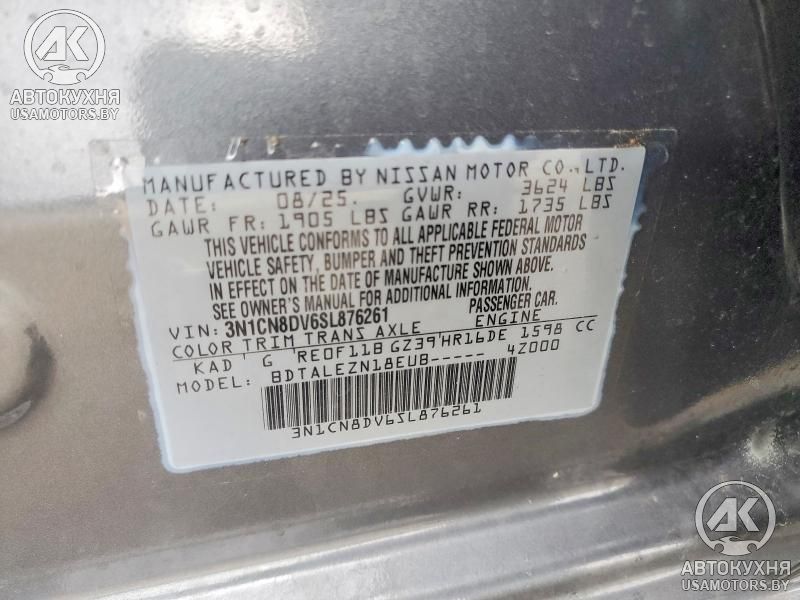 AK
АВТОКУХНЯ
USAMOTORS.BY
MANUFACTURED BY NISSAN MOTOR CO., LTD.
DATE: 08/25. GVWR: 3624 LBS
GAWR FR: 1905 LBS GAWR RR: 1735 LBS
THIS VEHICLE CONFORMS TO ALL APPLICABLE FEDERAL MOTOR
VEHICLE SAFETY, BUMPER AND THEFT PREVENTION STANDARDS
IN EFFECT ON THE DATE OF MANUFACTURE SHOWN ABOVE.
SEE OWNER'S MANUAL FOR ADDITIONAL INFORMATION.
VIN: 3N1CN8DV6SL876261 PASSENGER CAR.
COLOR TRIM TRANS AXLE ENGINE
KAD G RE0F11B GZ39 HR16DE 1598 CC
MODEL: BDTALEZN18EUB----- 4Z000
3N1CN8DV6SL876261
AK
АВТОКУХНЯ
USAMOTORS.BY